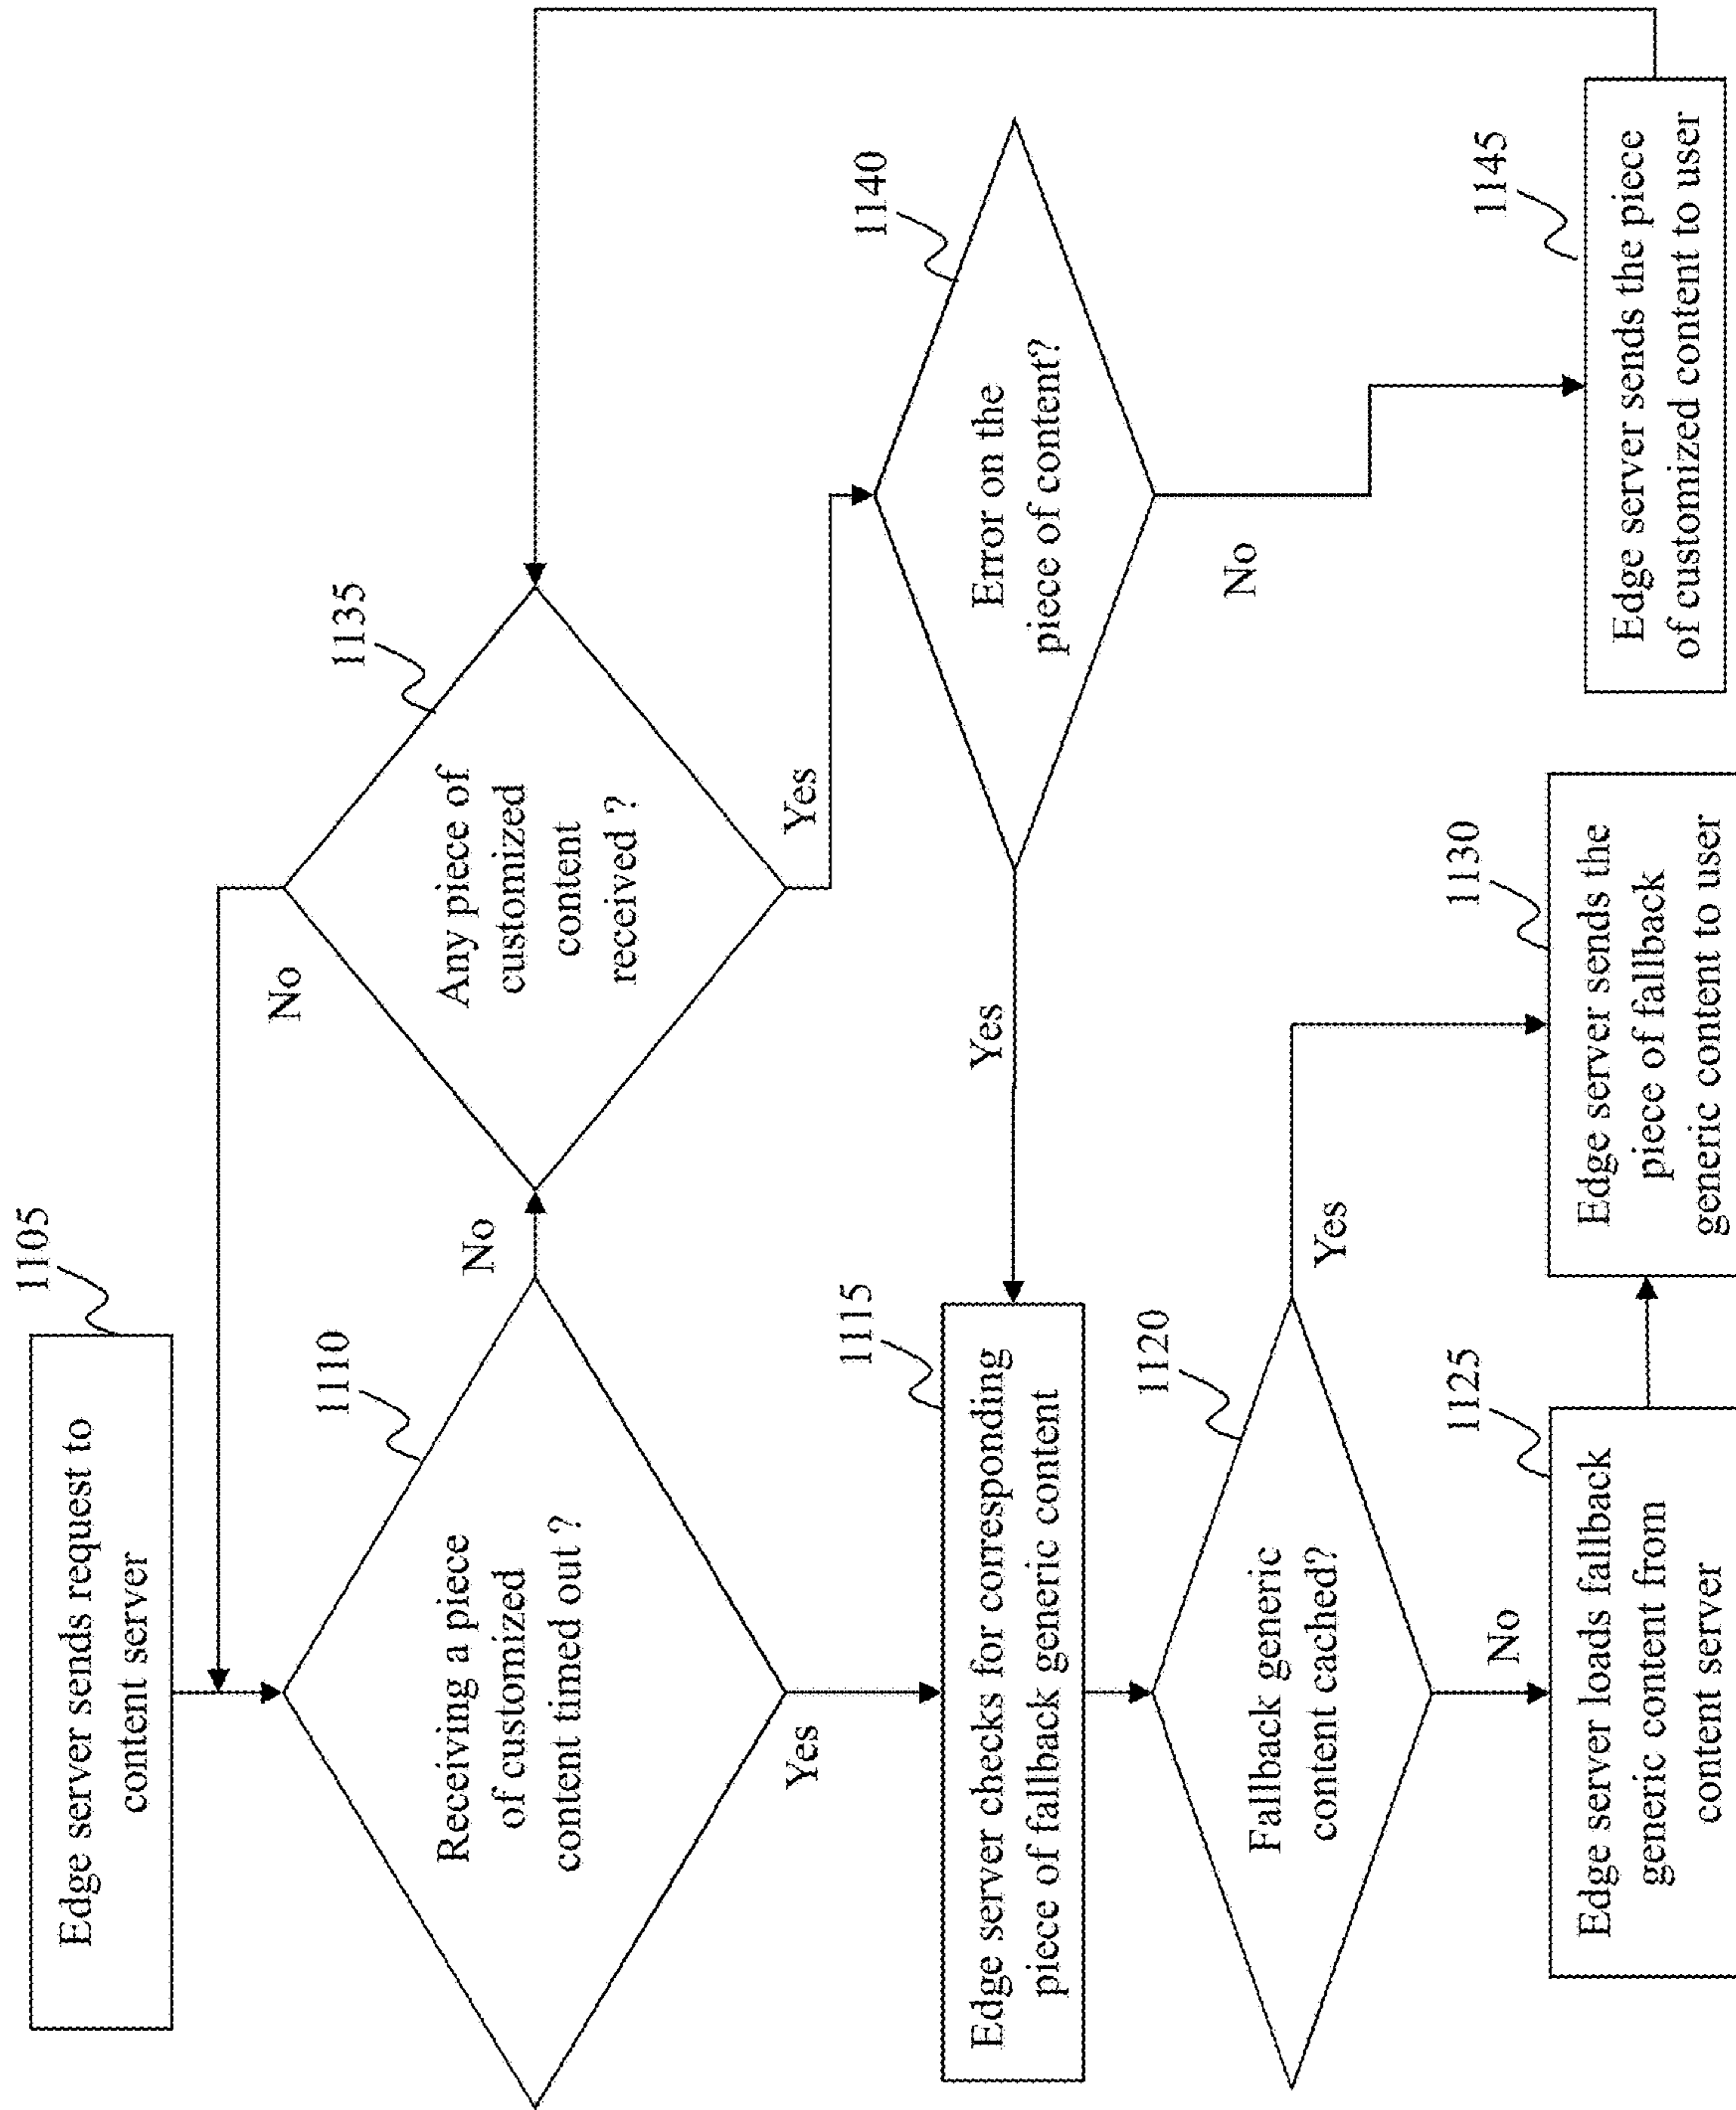 1105
Edge server sends request to
content server
1110
Receiving a piece
of customized
content timed out ?
No
Yes
1135
Any piece of
customized
content
received ?
No
Yes
1140
Error on the
piece of content?
Yes
No
1115
Edge server checks for corresponding
piece of fallback generic content
1120
Fallback generic
content cached?
Yes
No
1125
Edge server loads fallback
generic content from
content server
1130
Edge server sends the
piece of fallback
generic content to user
1145
Edge server sends the piece
of customized content to user